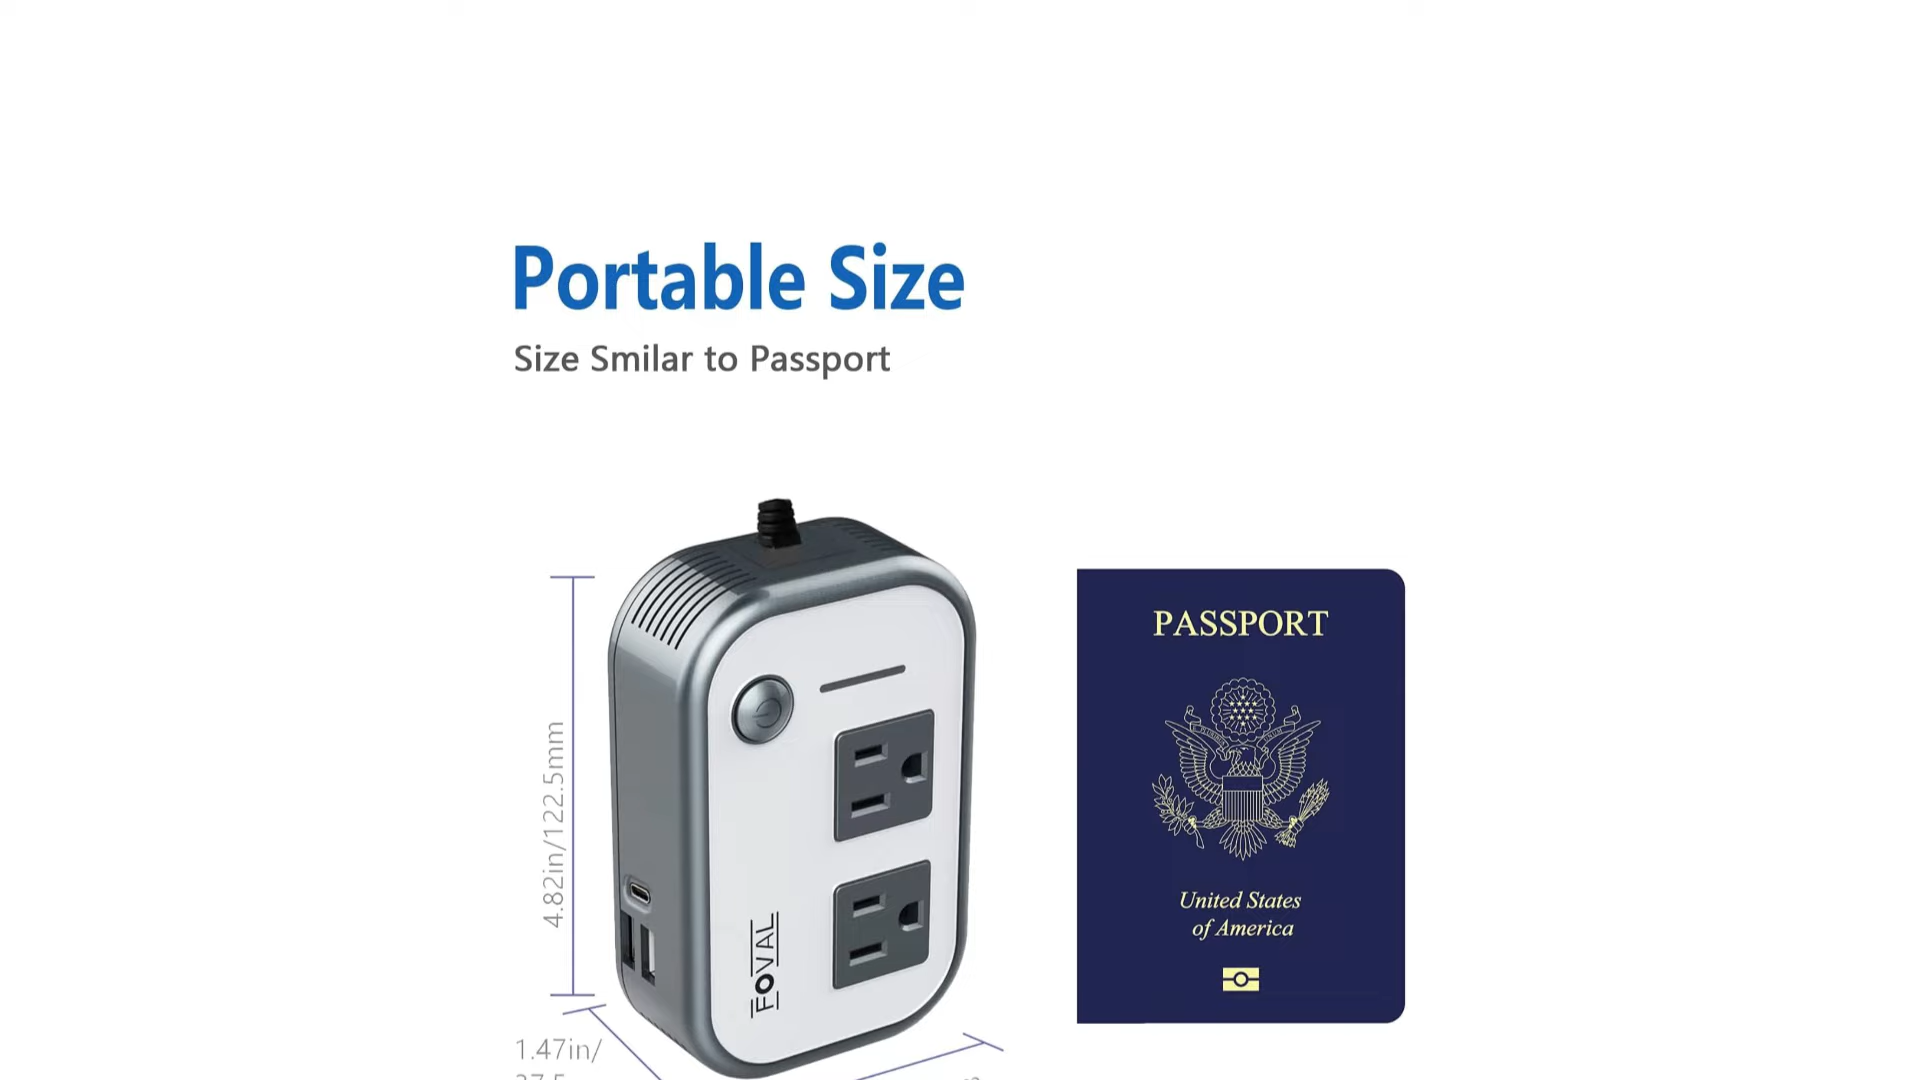 Portable Size
Size Smilar to Passport
4.82in/122.5mm
FOVAL
1.47in/
PASSPORT
United States
of America